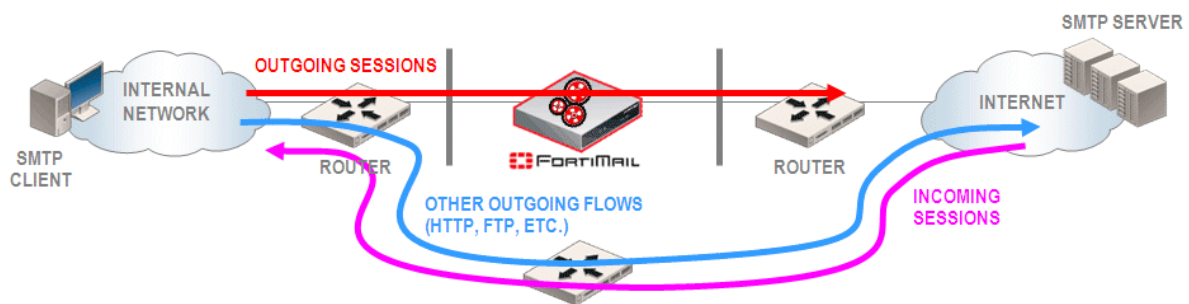 SMTP SERVER
OUTGOING SESSIONS
INTERNAL
NETWORK
INTERNET
SMTP
CLIENT
ROUTER
FORTIMAIL
ROUTER
OTHER OUTGOING FLOWS
(HTTP, FTP, ETC.)
INCOMING
SESSIONS